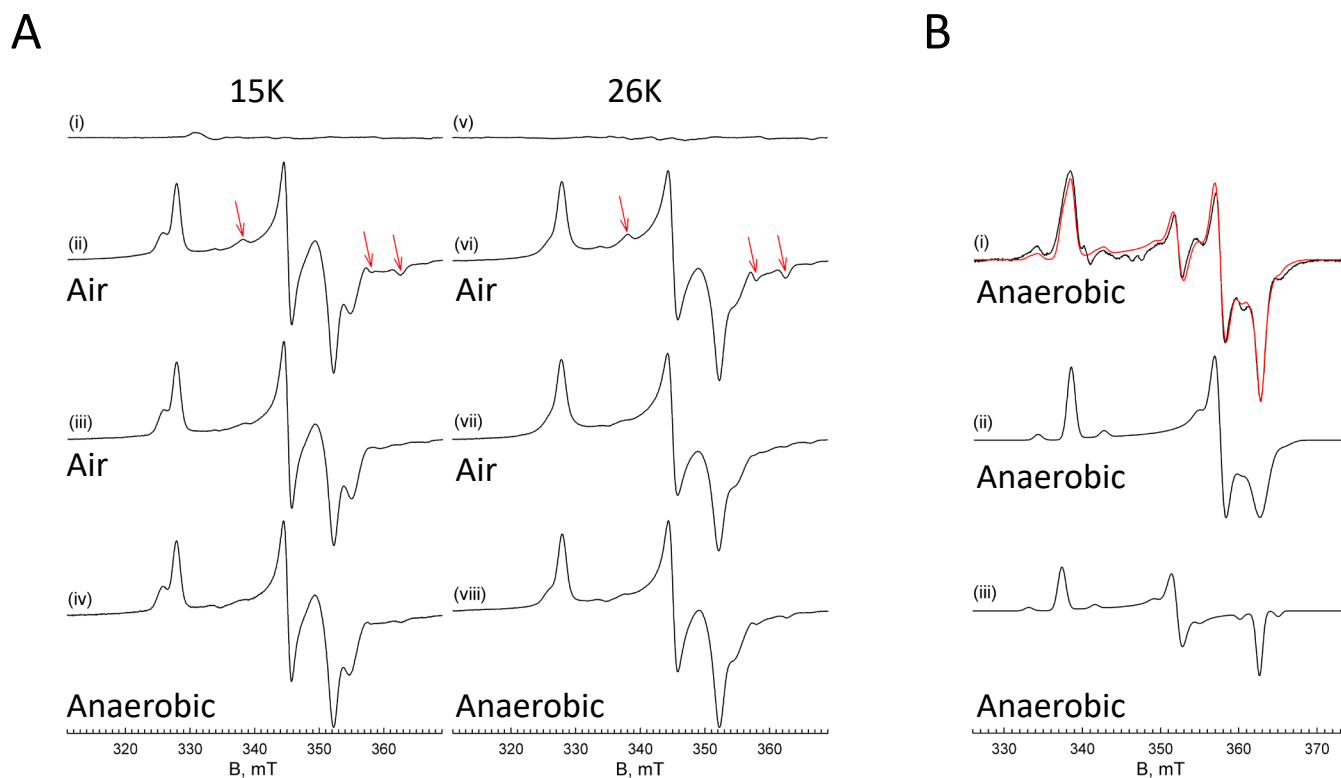 A
B
15K
26K
(i)
(v)
(ii)
Air
(vi)
Air
(i)
Anaerobic
(iii)
Air
(vii)
Air
(ii)
Anaerobic
(iv)
Anaerobic
(viii)
Anaerobic
(iii)
Anaerobic
320 330 340 350 360
B, mT
320 330 340 350 360
B, mT
330 340 350 360 370
B, mT